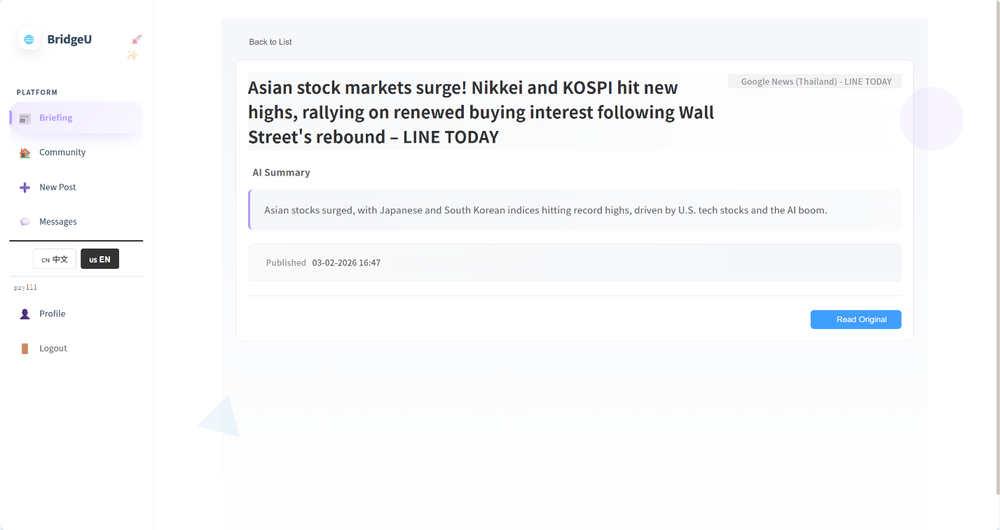 BridgeU
PLATFORM
Briefing
Community
New Post
Messages
CN 中文
us EN
pzy111
Profile
Logout
Back to List
Asian stock markets surge! Nikkei and KOSPI hit new
highs, rallying on renewed buying interest following Wall
Street's rebound – LINE TODAY
Google News (Thailand) - LINE TODAY
AI Summary
Asian stocks surged, with Japanese and South Korean indices hitting record highs, driven by U.S. tech stocks and the AI boom.
Published 03-02-2026 16:47
Read Original